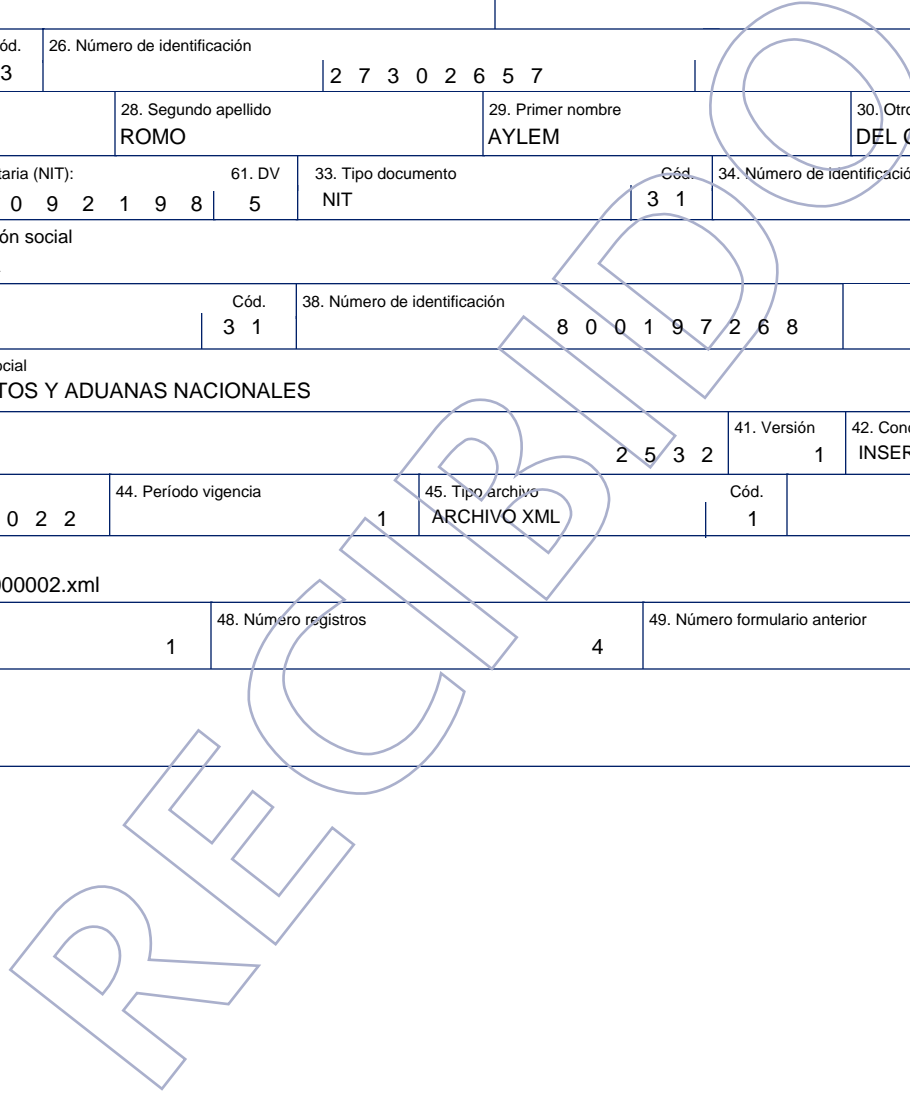 ód. 26. Número de identificación
3 2 7 3 0 2 6 5 7
28. Segundo apellido 29. Primer nombre 30. Otro
ROMO AYLEM DEL
taria (NIT): 61. DV 33. Tipo documento Cód. 34. Número de identificació
0 9 2 1 9 8 5 NIT 3 1
ón social
Cód. 38. Número de identificación
3 1 8 0 0 1 9 7 2 6 8
ocial
TOS Y ADUANAS NACIONALES
41. Versión 42. Conc
2 5 3 2 1 INSER
44. Período vigencia 45. Tipo archivo Cód.
0 2 2 1 ARCHIVO XML 1
000002.xml
48. Número registros 49. Número formulario anterior
1 4
RECIBIDO